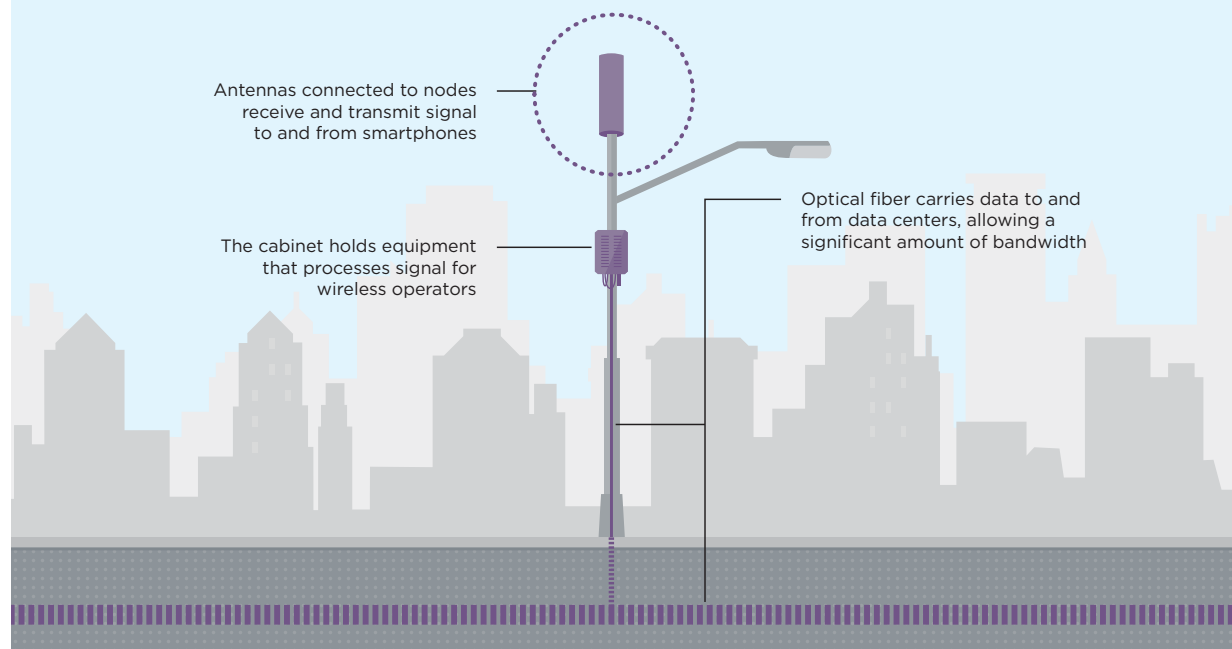 Antennas connected to nodes
receive and transmit signal
to and from smartphones
Optical fiber carries data to and
from data centers, allowing a
significant amount of bandwidth
The cabinet holds equipment
that processes signal for
wireless operators